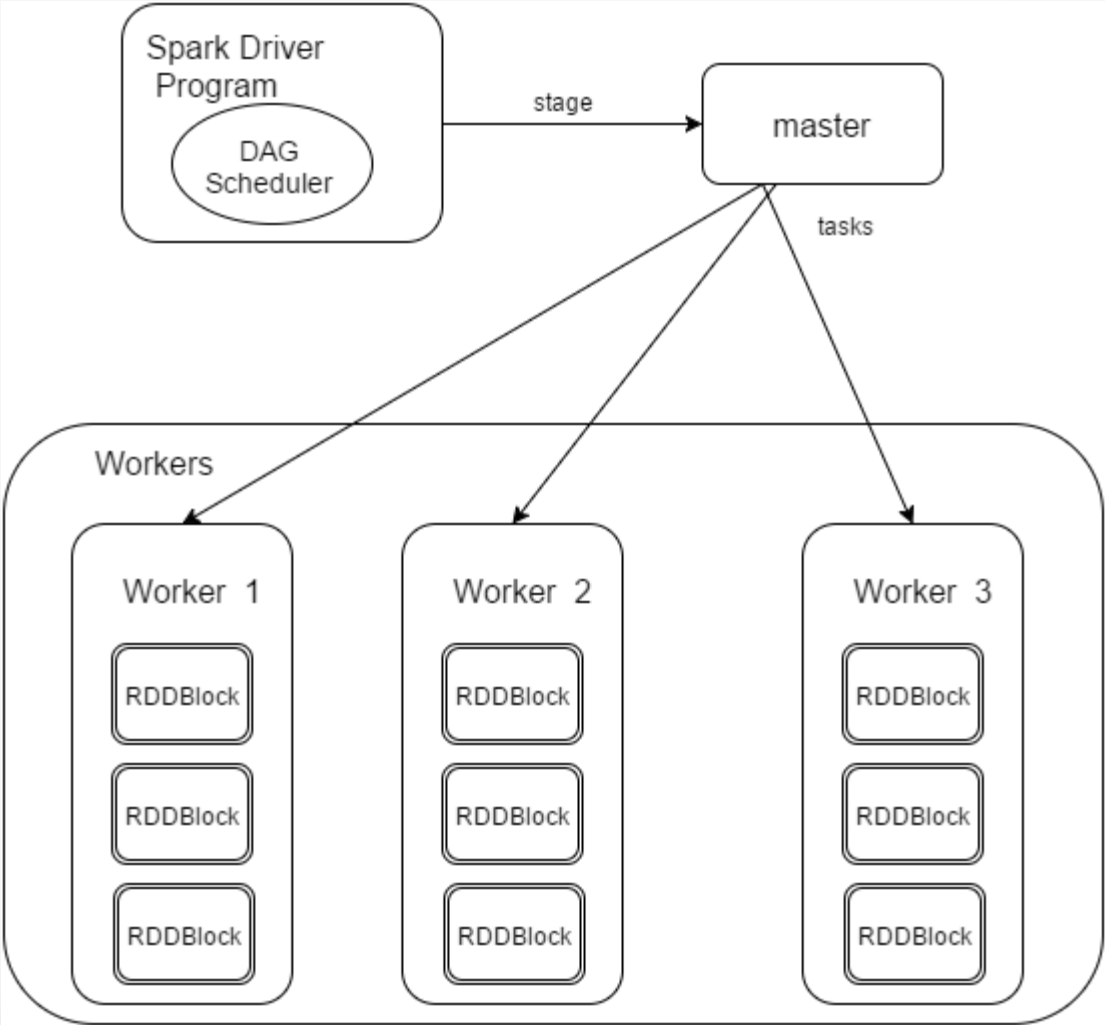 Spark Driver
Program
DAG
Scheduler
stage
master
tasks
Workers
Worker 1
Worker 2
Worker 3
RDDBlock
RDDBlock
RDDBlock
RDDBlock
RDDBlock
RDDBlock
RDDBlock
RDDBlock
RDDBlock